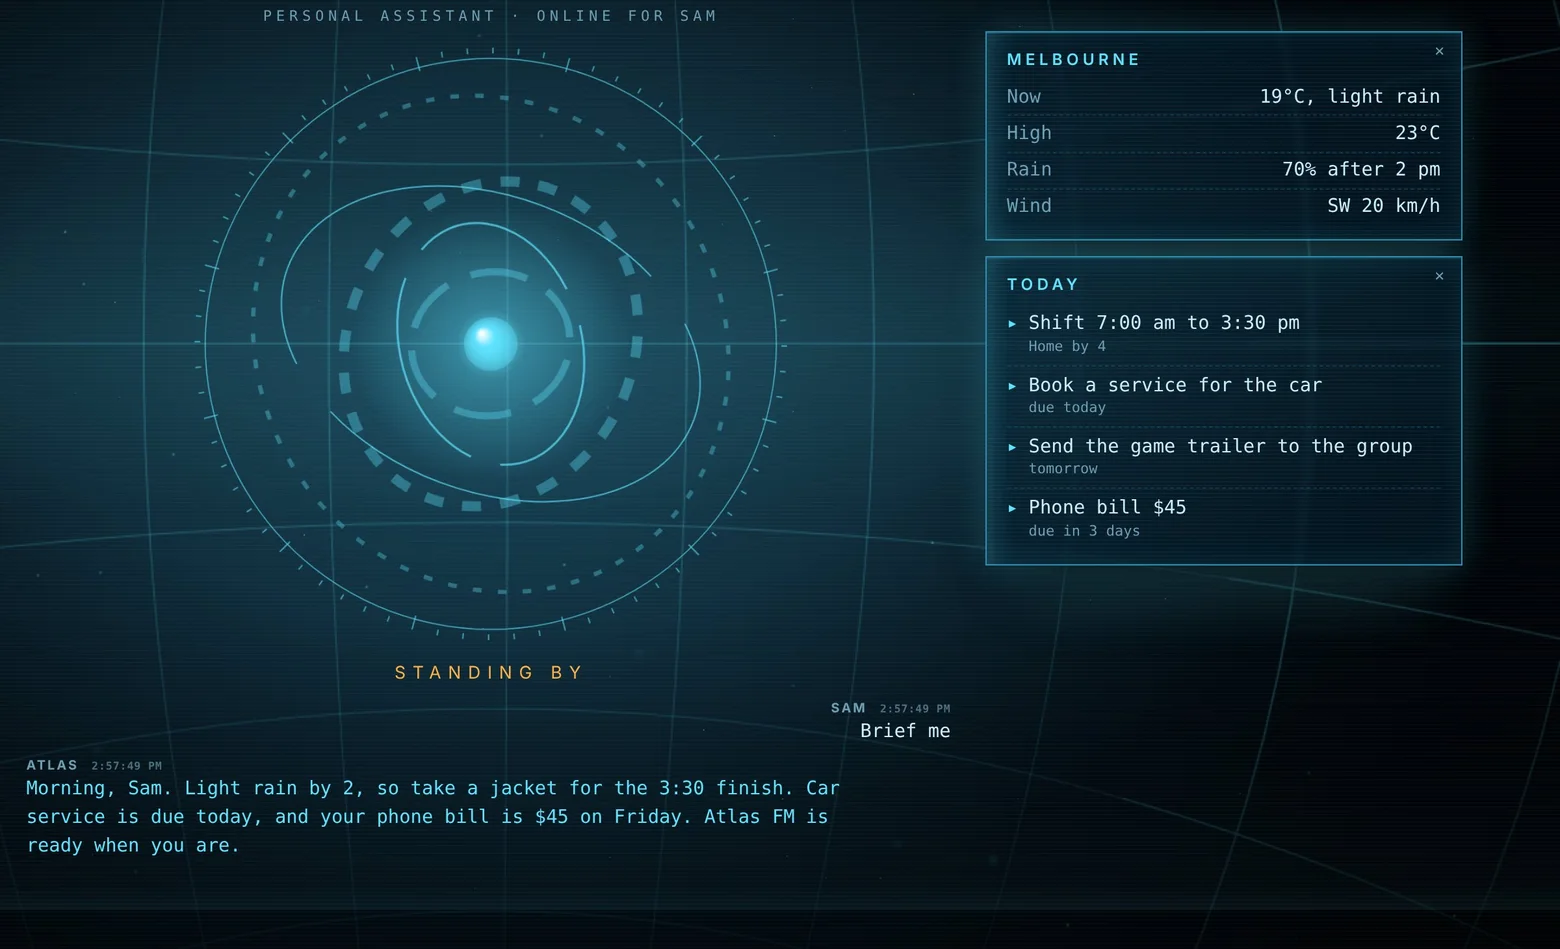 PERSONAL ASSISTANT · ONLINE FOR SAM
MELBOURNE ×
Now 19°C, light rain
High 23°C
Rain 70% after 2 pm
Wind SW 20 km/h
TODAY ×
▸ Shift 7:00 am to 3:30 pm
Home by 4
▸ Book a service for the car
due today
▸ Send the game trailer to the group
tomorrow
▸ Phone bill $45
due in 3 days
STANDING BY
SAM 2:57:49 PM
Brief me
ATLAS 2:57:49 PM
Morning, Sam. Light rain by 2, so take a jacket for the 3:30 finish. Car
service is due today, and your phone bill is $45 on Friday. Atlas FM is
ready when you are.